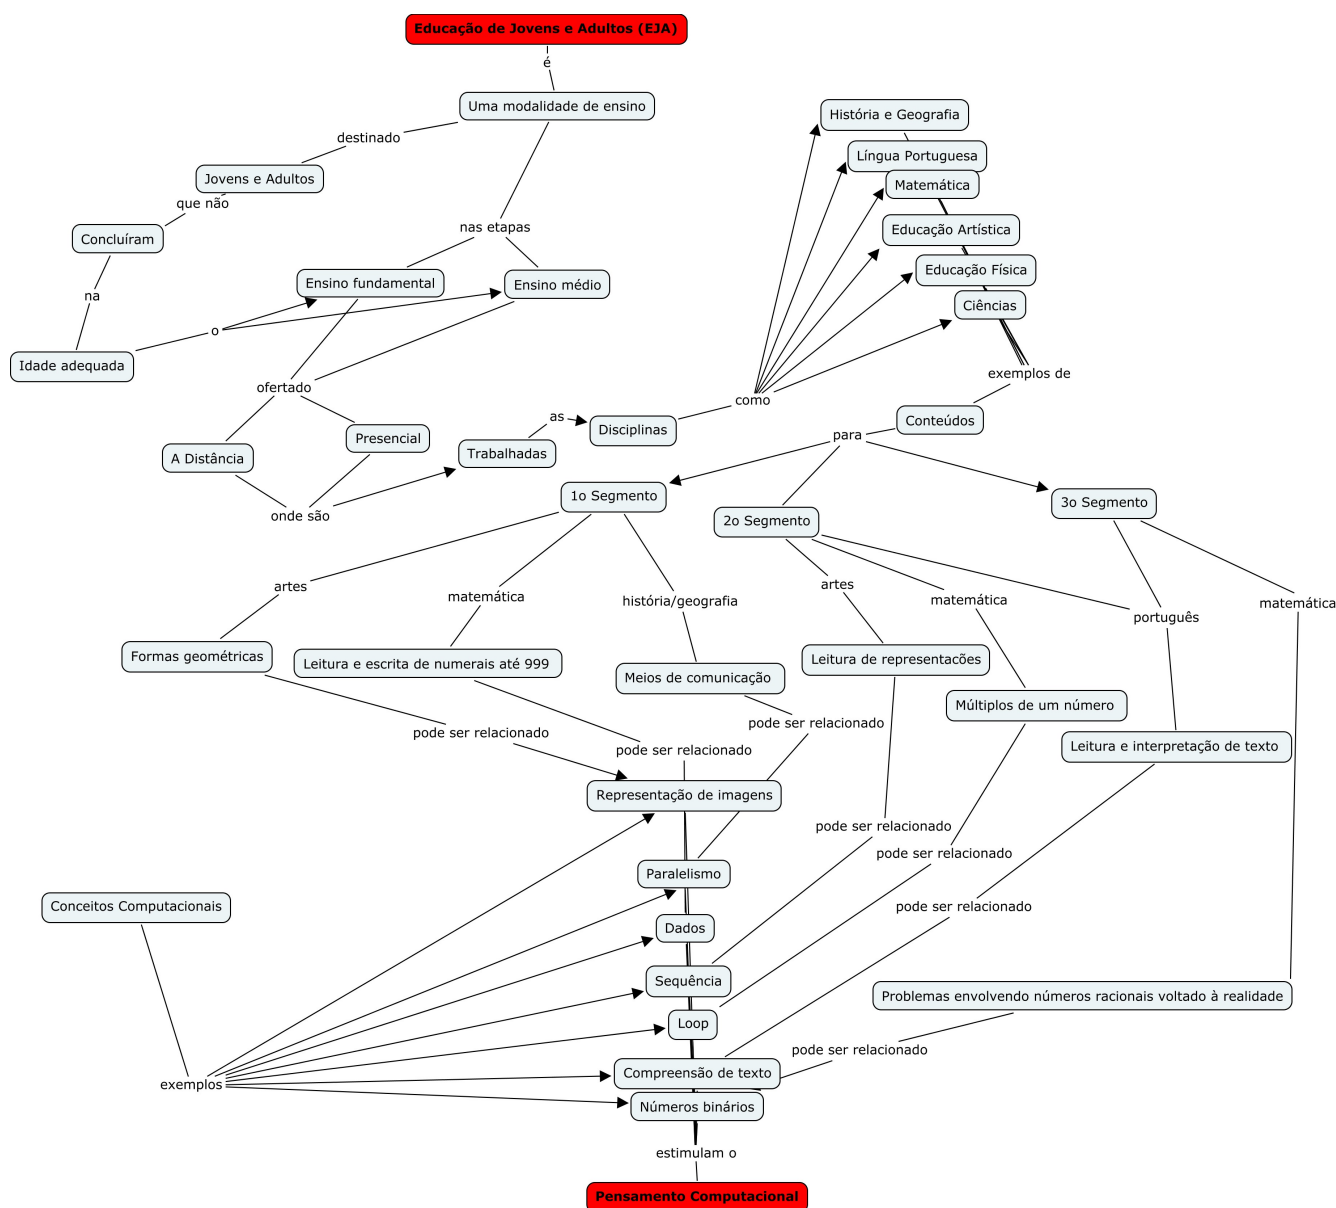 Educação de Jovens e Adultos (EJA)
é
Uma modalidade de ensino
História e Geografia
destinado
Língua Portuguesa
Jovens e Adultos
Matemática
que não
nas etapas
Educação Artística
Concluíram
Educação Física
Ensino fundamental
Ensino médio
na
Ciências
o
Idade adequada
exemplos de
ofertado
como
as
Conteúdos
Disciplinas
para
Presencial
Trabalhadas
A Distância
1o Segmento
3o Segmento
onde são
2o Segmento
artes
matemática
história/geografia
artes
matemática
português
matemática
Formas geométricas
Leitura e escrita de numerais até 999
Leitura de representacões
Meios de comunicação
Múltiplos de um número
pode ser relacionado
pode ser relacionado
pode ser relacionado
Leitura e interpretação de texto
Representação de imagens
pode ser relacionado
pode ser relacionado
Paralelismo
Conceitos Computacionais
pode ser relacionado
Dados
Sequência
Problemas envolvendo números racionais voltado à realidade
Loop
pode ser relacionado
Compreensão de texto
exemplos
Números binários
estimulam o
Pensamento Computacional